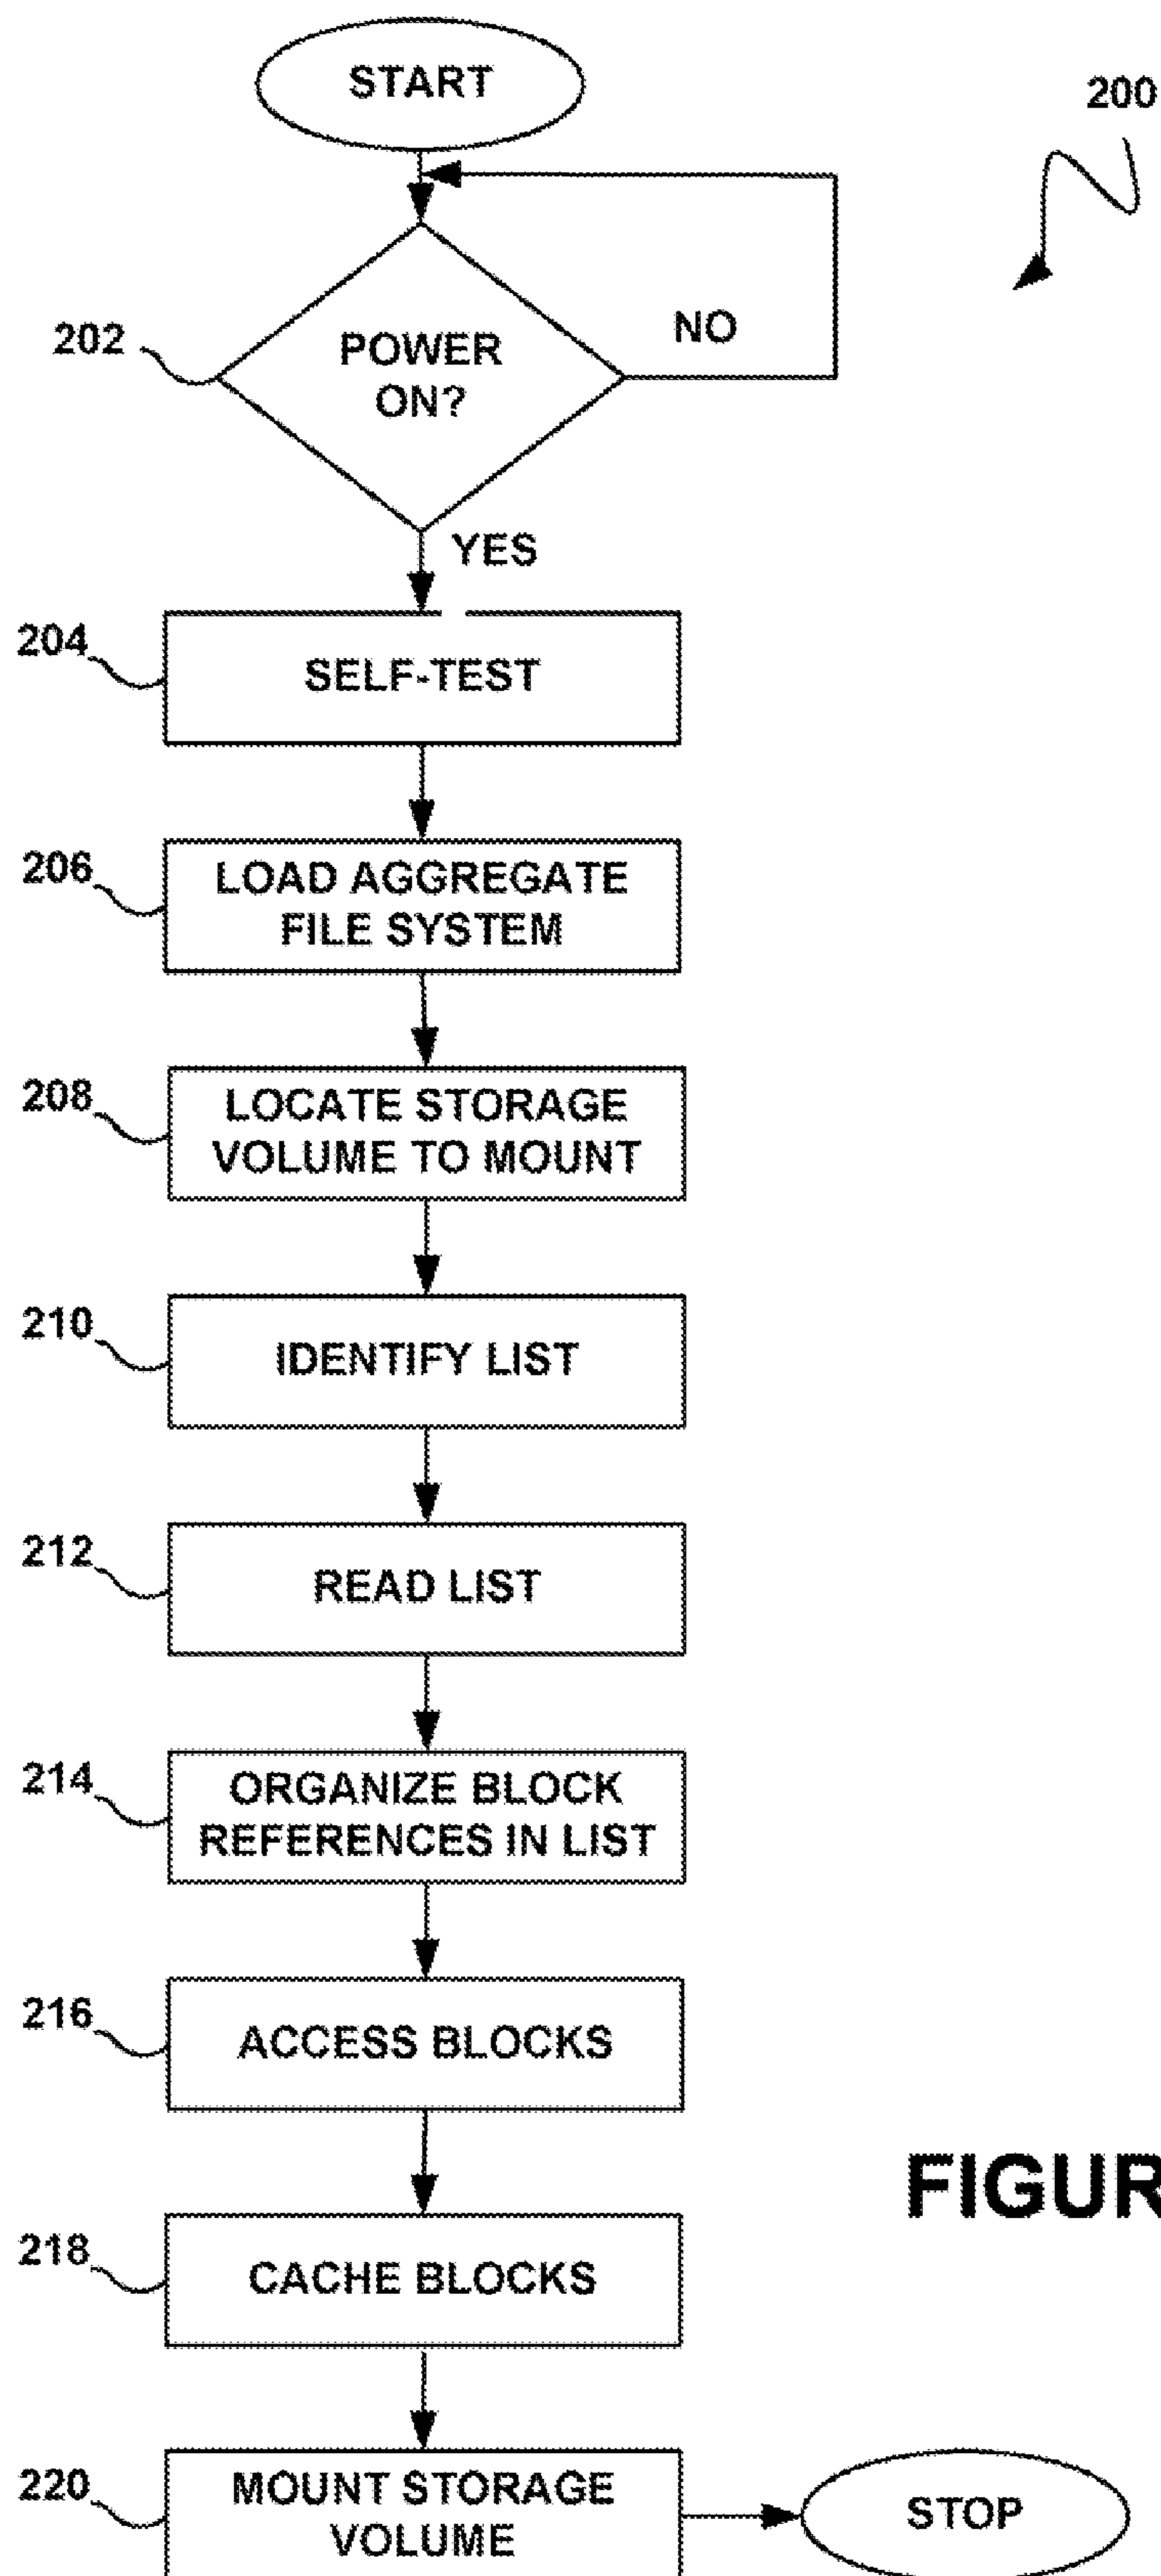 START
200
202
POWER
ON?
NO
YES
204
SELF-TEST
206
LOAD AGGREGATE
FILE SYSTEM
208
LOCATE STORAGE
VOLUME TO MOUNT
210
IDENTIFY LIST
212
READ LIST
214
ORGANIZE BLOCK
REFERENCES IN LIST
216
ACCESS BLOCKS
FIGUR
218
CACHE BLOCKS
220
MOUNT STORAGE
VOLUME
STOP